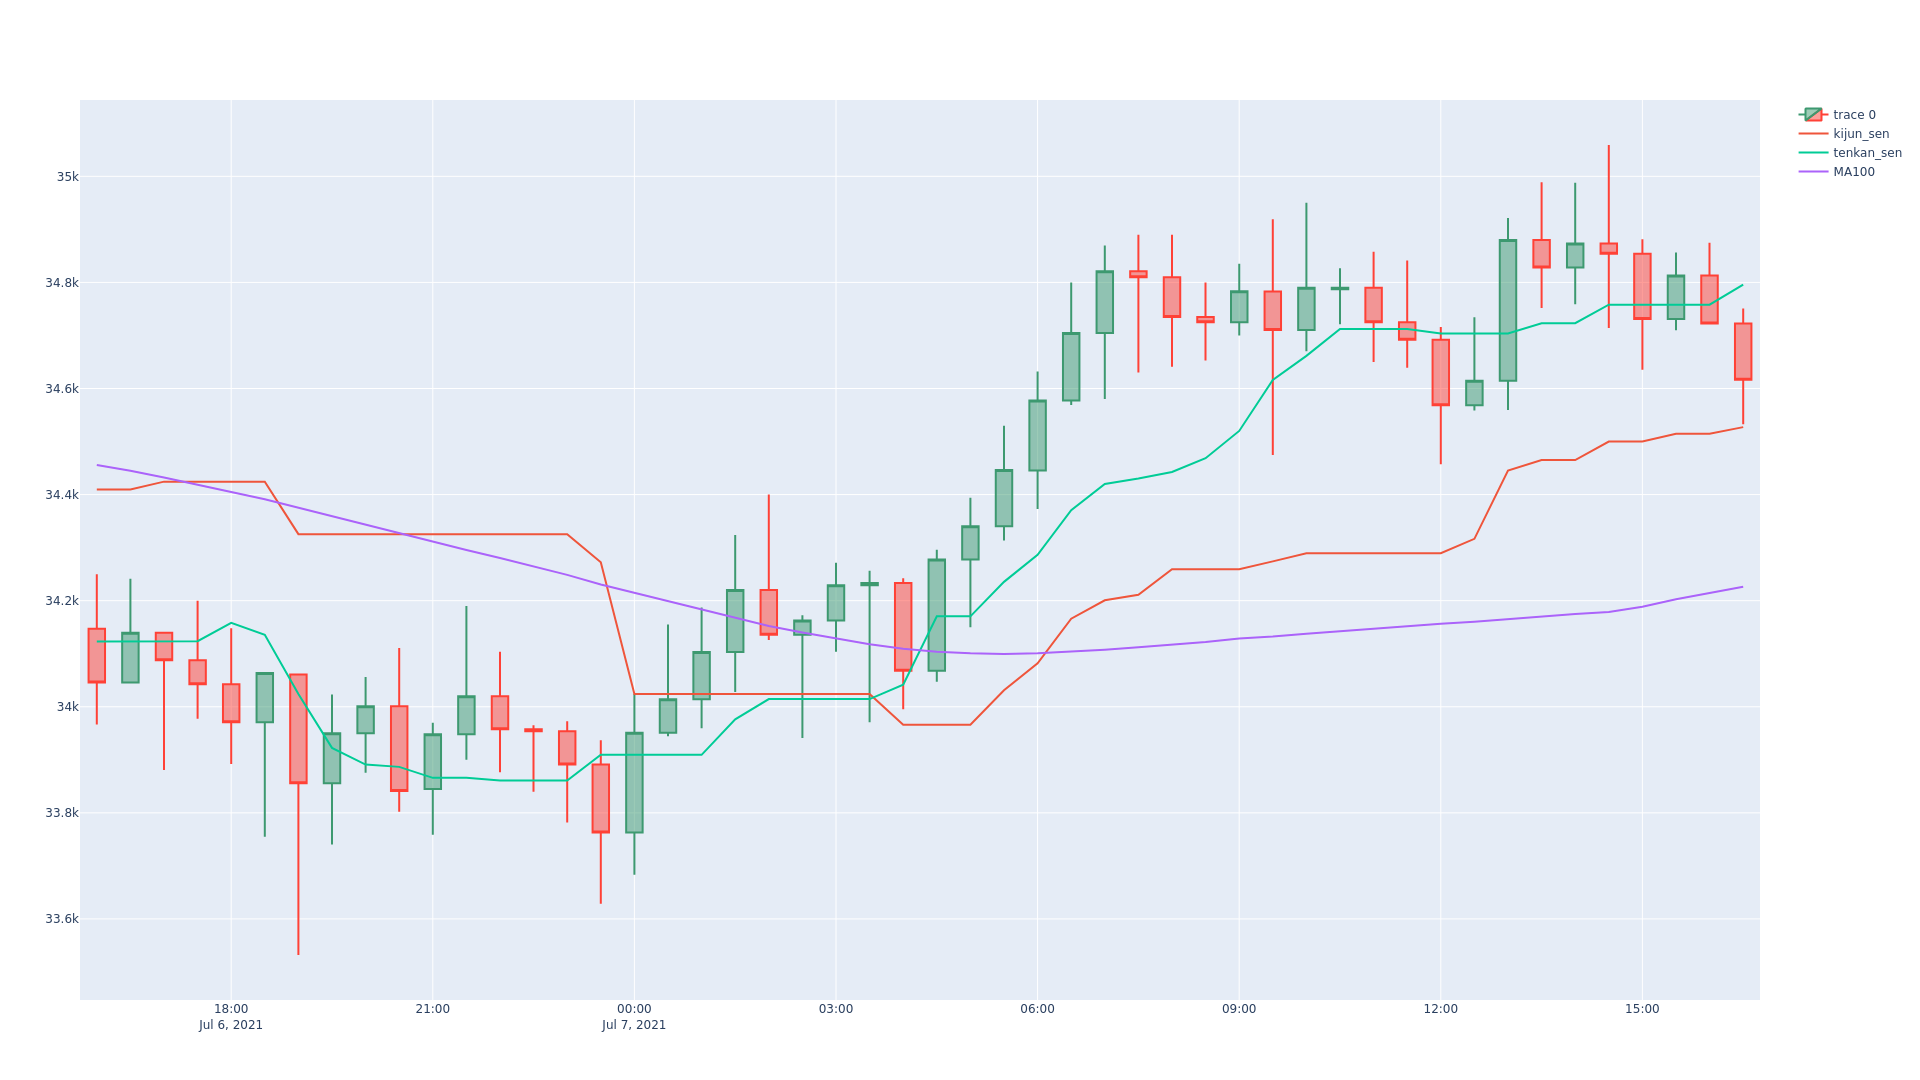 trace 0
kijun_sen
tenkan_sen
MA100
35k
34.8k
34.6k
34.4k
34.2k
34k
33.8k
33.6k
18:00 21:00 00:00 03:00 06:00 09:00 12:00 15:00
Jul 6, 2021 Jul 7, 2021